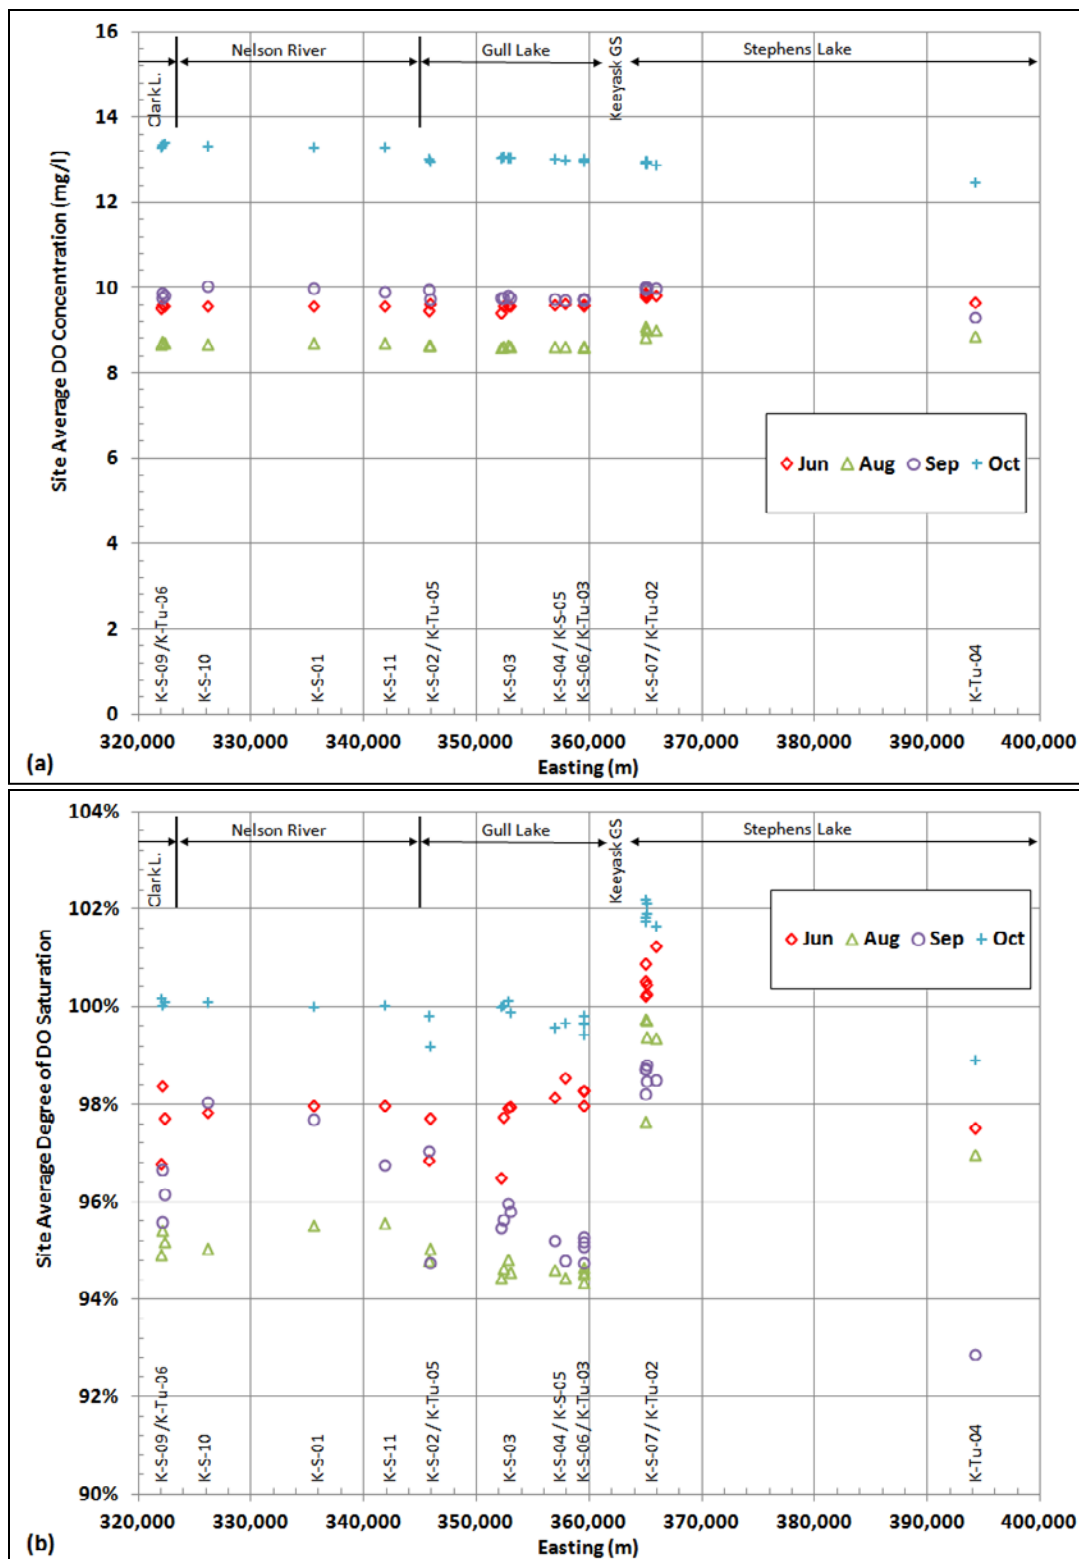 16
14
12
10
8
6
4
2
0
Site Average DO Concentration (mg/l)
Clark L.
Nelson River
Gull Lake
Keeyask GS
Stephens Lake
Jun Aug Sep Oct
K-S-09 /K-Tu-06
K-S-10
K-S-01
K-S-11
K-S-02 / K-Tu-05
K-S-03
K-S-04 / K-S-05
K-S-06 / K-Tu-03
K-S-07 / K-Tu-02
K-Tu-04
320,000 330,000 340,000 350,000 360,000 370,000 380,000 390,000 400,000
Easting (m)
(a)
104%
102%
100%
98%
96%
94%
92%
90%
Site Average Degree of DO Saturation
Clark L.
Nelson River
Gull Lake
Keeyask GS
Stephens Lake
Jun Aug Sep Oct
K-S-09 /K-Tu-06
K-S-10
K-S-01
K-S-11
K-S-02 / K-Tu-05
K-S-03
K-S-04 / K-S-05
K-S-06 / K-Tu-03
K-S-07 / K-Tu-02
K-Tu-04
320,000 330,000 340,000 350,000 360,000 370,000 380,000 390,000 400,000
Easting (m)
(b)